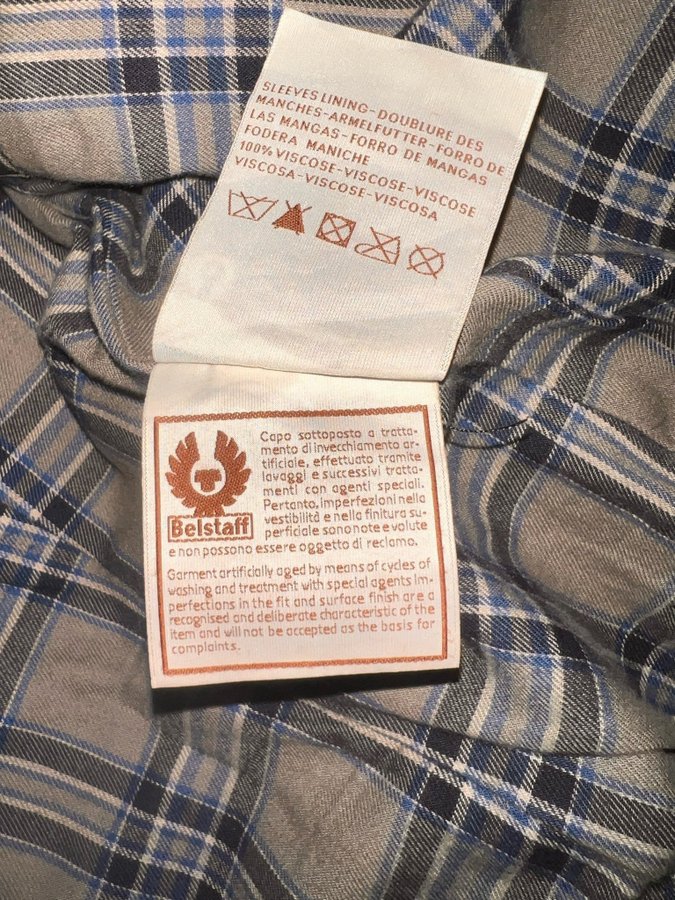 SLEEVES LINING-DOUBLURE DES
MANCHES-ARMELFUTTER-FORRO DE
LAS MANGAS-FORRO DE MANGAS
FODERA MANICHE
100% VISCOSE-VISCOSE-VISCOSE
VISCOSA-VISCOSE-VISCOSA
Belstaff
Capo sottoposto a tratta-
mento di invecchiamento ar-
tificiale, effettuato tramite
lavaggi e successivi tratta-
menti con agenti speciali.
Pertanto, imperfezioni nella
vestibilità e nella finitura su-
perficiale sono note e volute
e non possono essere oggetto di reclamo.
Garment artificially aged by means of cycles of
washing and treatment with special agents Im-
perfections in the fit and surface finish are a
recognised and deliberate characteristic of the
item and will not be accepted as the basis for
complaints.